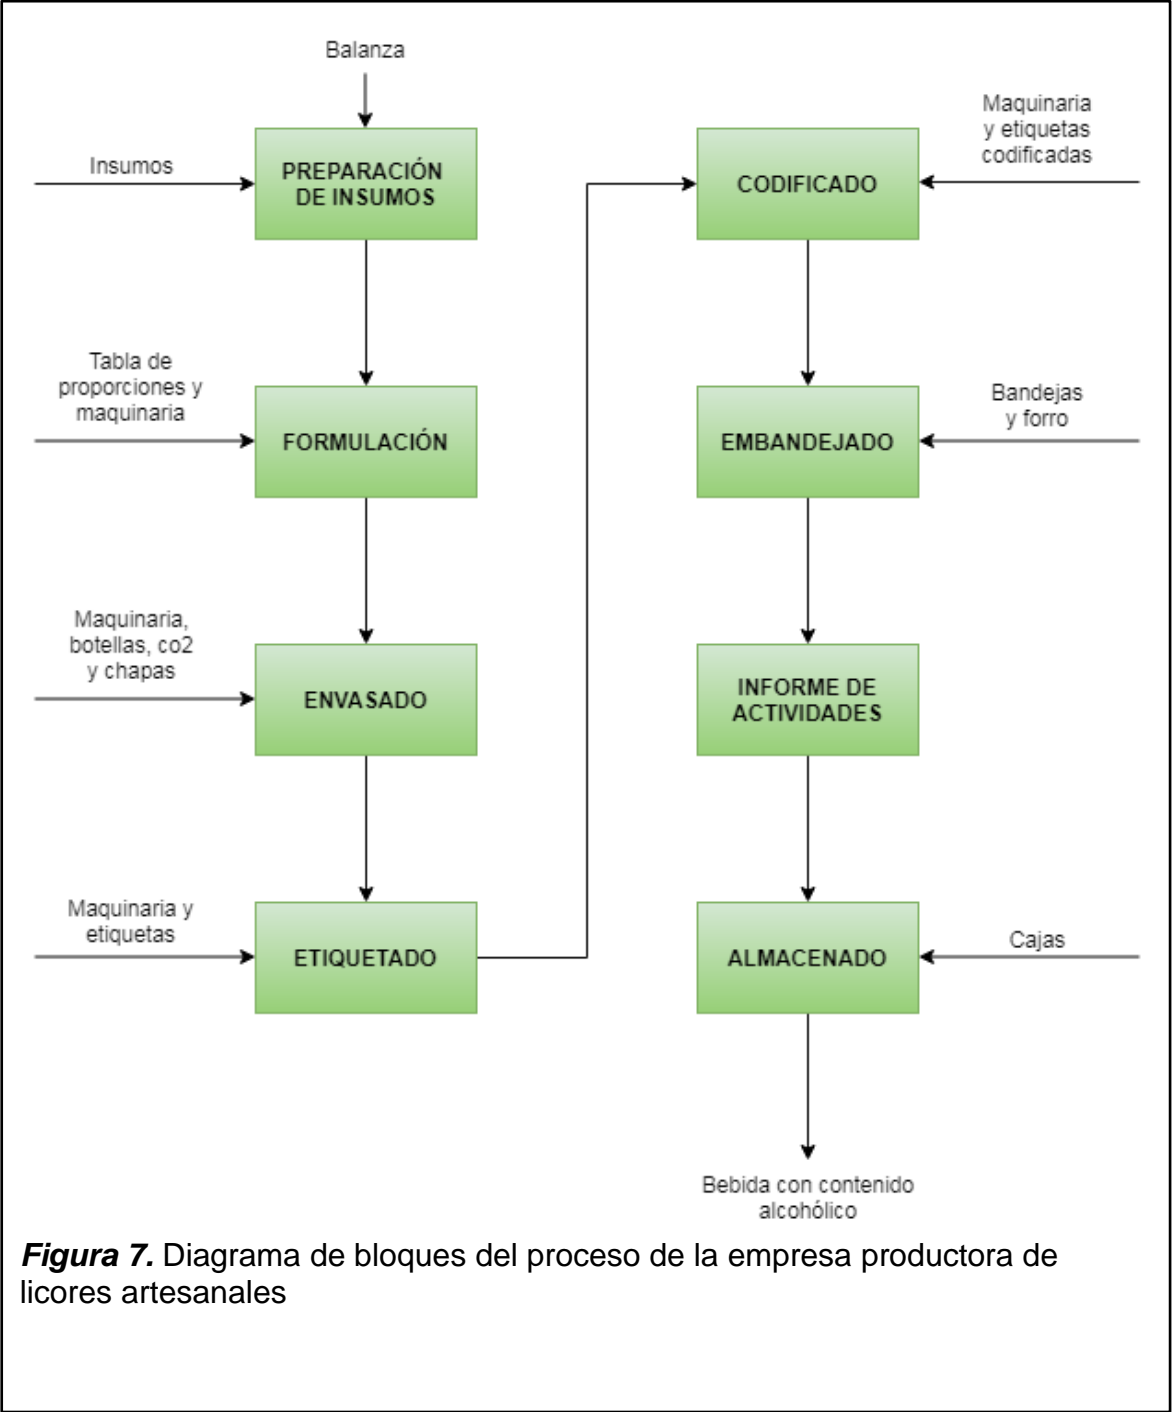 Balanza
Insumos
PREPARACIÓN
DE INSUMOS
Tabla de
proporciones y
maquinaria
FORMULACIÓN
Maquinaria,
botellas, co2
y chapas
ENVASADO
Maquinaria y
etiquetas
ETIQUETADO
Maquinaria
y etiquetas
codificadas
CODIFICADO
Bandejas
y forro
EMBANDEJADO
INFORME DE
ACTIVIDADES
Cajas
ALMACENADO
Bebida con contenido
alcohólico
Figura 7. Diagrama de bloques del proceso de la empresa productora de
licores artesanales